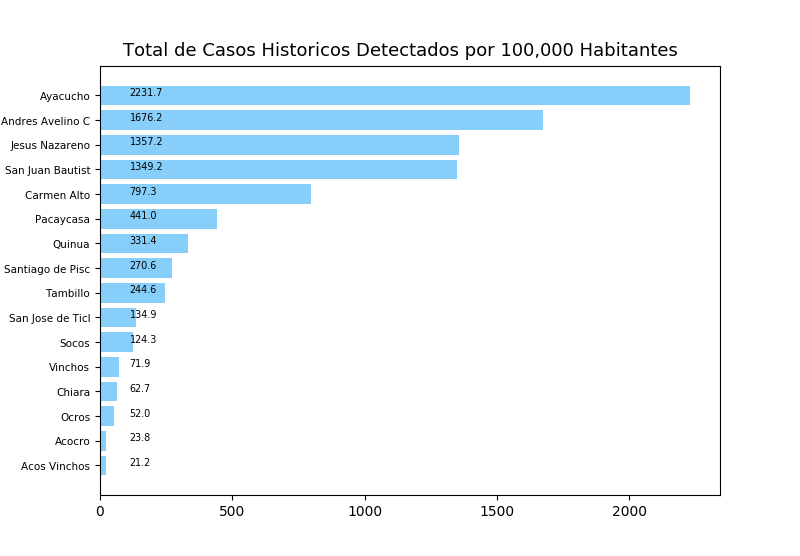 Total de Casos Historicos Detectados por 100,000 Habitantes
Ayacucho 2231.7
Andres Avelino C 1676.2
Jesus Nazareno 1357.2
San Juan Bautist 1349.2
Carmen Alto 797.3
Pacaycasa 441.0
Quinua 331.4
Santiago de Pisc 270.6
Tambillo 244.6
San Jose de Ticl 134.9
Socos 124.3
Vinchos 71.9
Chiara 62.7
Ocros 52.0
Acocro 23.8
Acos Vinchos 21.2
0 500 1000 1500 2000